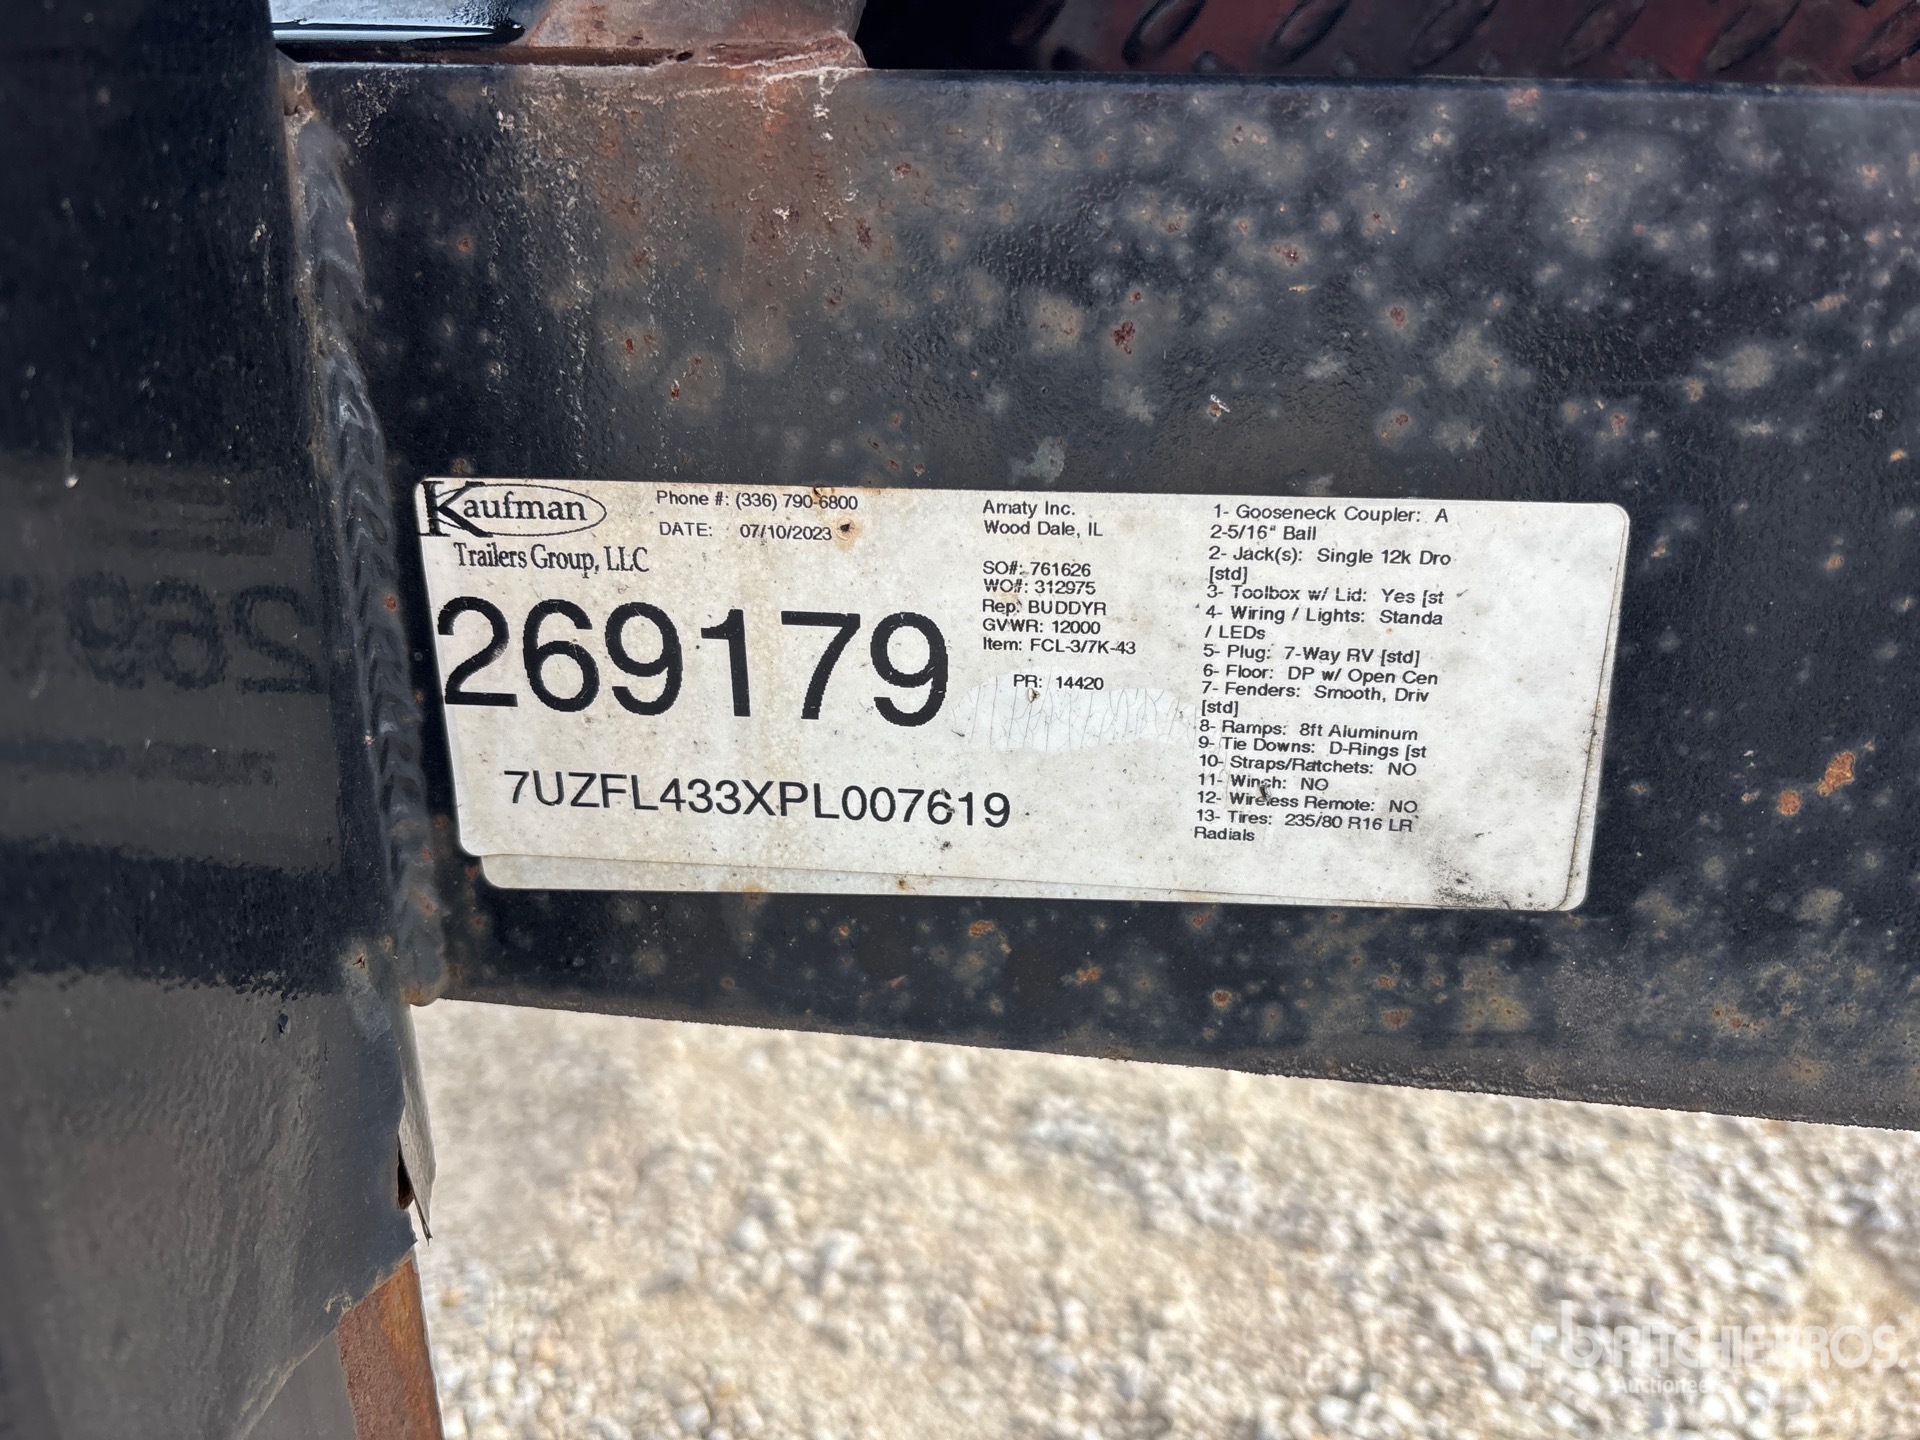 Kaufman
Trailers Group, LLC
Phone #: (336) 790-6800
DATE: 07/10/2023
269179
7UZFL433XPL007619
Amaty Inc.
Wood Dale, IL
SO#: 761626
WO#: 312975
Rep: BUDDYR
GVWR: 12000
Item: FCL-3/7K-43
PR: 14420
1- Gooseneck Coupler: A
2-5/16" Ball
2- Jack(s): Single 12k Dro
[std]
3- Toolbox w/ Lid: Yes [st
4- Wiring / Lights: Standa
/ LEDs
5- Plug: 7-Way RV [std]
6- Floor: DP w/ Open Cen
7- Fenders: Smooth, Driv
[std]
8- Ramps: 8ft Aluminum
9- Tie Downs: D-Rings [st
10- Straps/Ratchets: NO
11- Winch: NO
12- Wireless Remote: NO
13- Tires: 235/80 R16 LR
Radials
rb RITCHIE BROS.
Auctioneers